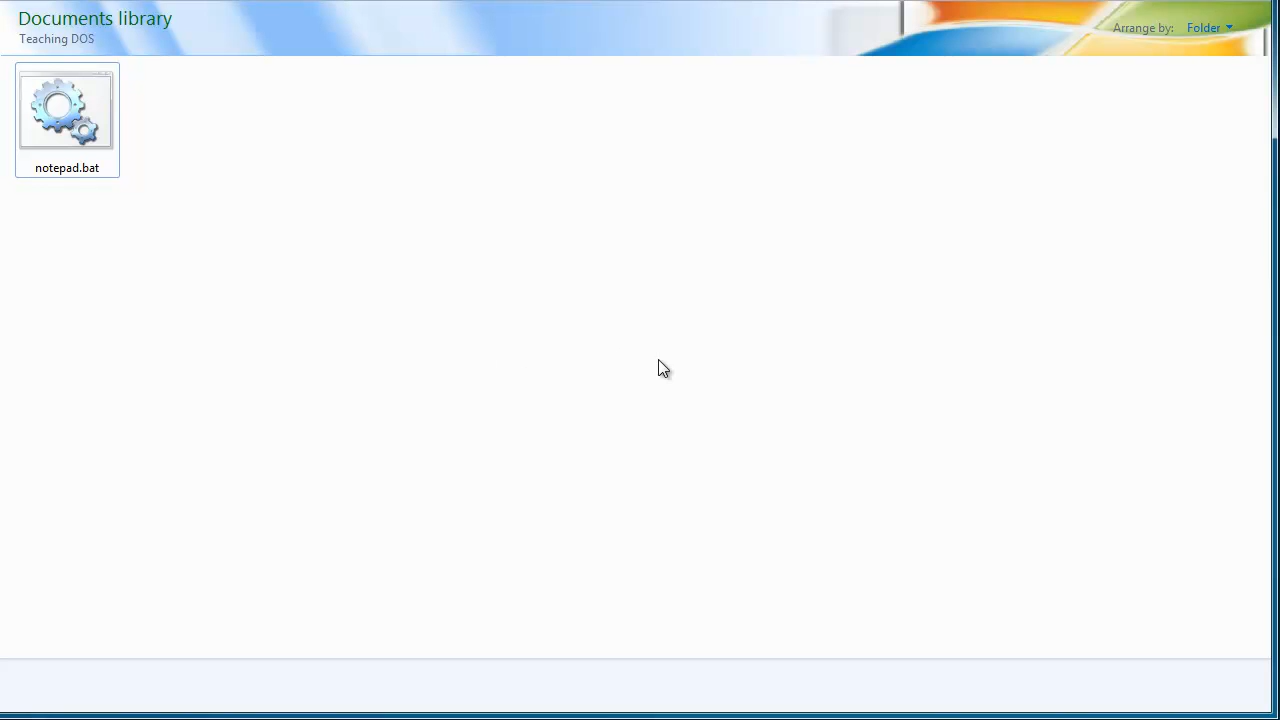 Documents library
Teaching DOS
Arrange by: Folder
notepad.bat